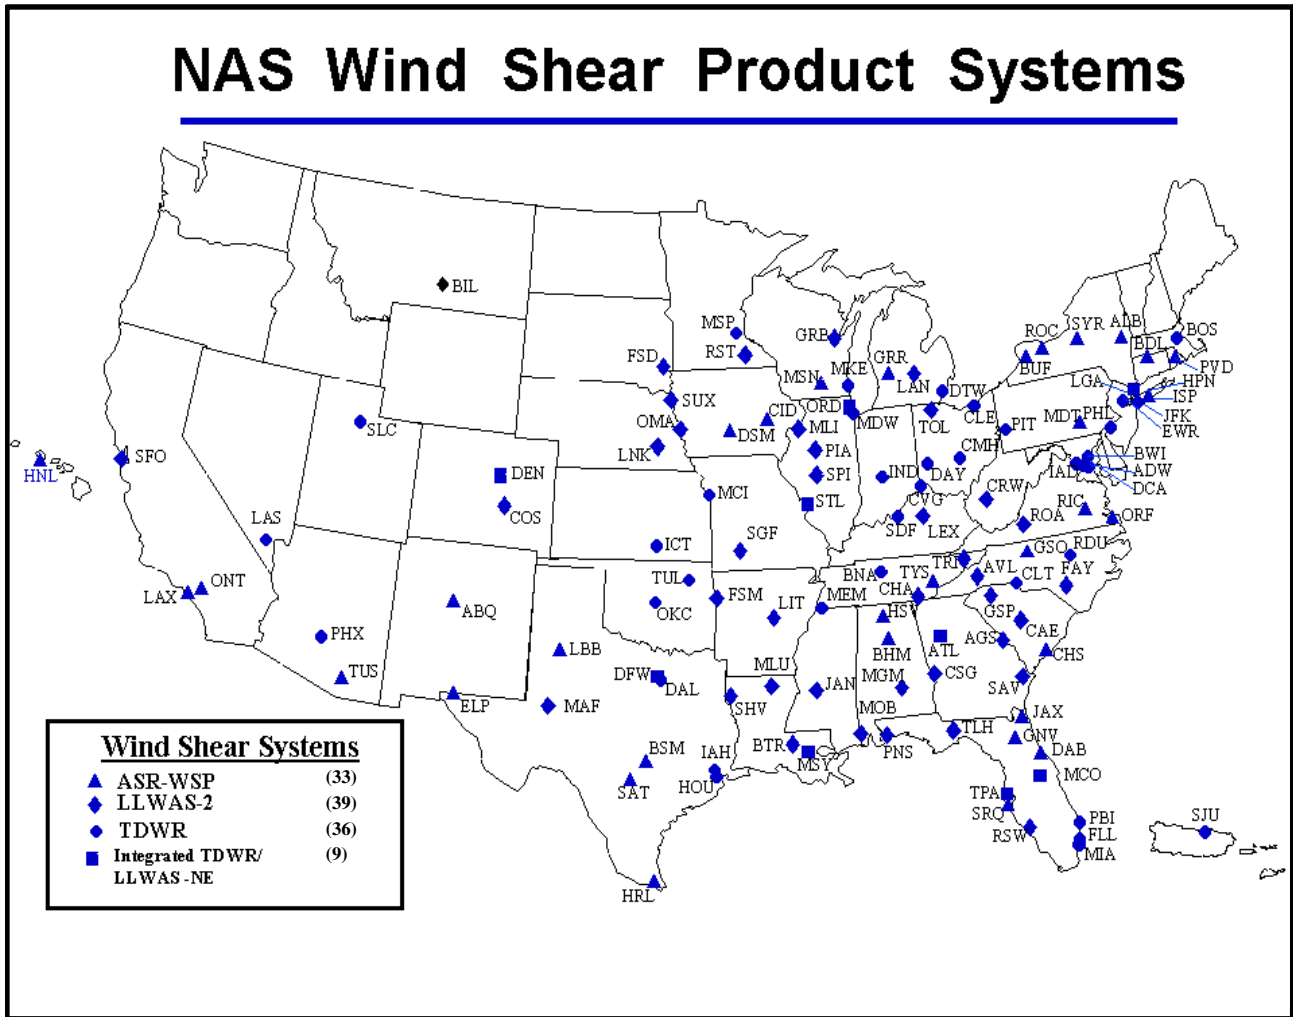 NAS Wind Shear Product Systems
BIL
MSP
GRB
ROC
SYR
ALB
BOS
FSD
RST
MSN
MKE
GRR
BUF
BDL
PVD
LAN
DTW
LGA
HPN
SUX
CID
ORD
ISP
SLC
OMA
DSM
MLI
MDW
TOL
CLE
PIT
MDT
PHL
JFK
EWR
SFO
LNK
PIA
CMH
BWI
HNL
DEN
SPI
IND
DAY
IAD
ADW
DCA
MCI
STL
CVG
CRW
RIC
COS
ORF
LAS
SDF
LEX
ROA
ICT
SGF
GSO
RDU
TUL
BNA
TYS
TRI
AVL
CLT
FAY
ONT
LAX
ABQ
OKC
FSM
LIT
MEM
CHA
HSV
GSP
CAE
PHX
LBB
BHM
ATL
AGS
CHS
TUS
DFW
DAL
MLU
MGM
CSG
SAV
ELP
MAF
SHV
JAN
MOB
JAX
TLH
GNV
BSM
IAH
BTR
MSY
PNS
DAB
MCO
SAT
HOU
TPA
SRQ
RSW
PBI
FLL
MIA
SJU
HRL
Wind Shear Systems
ASR-WSP (33)
LLWAS-2 (39)
TDWR (36)
Integrated TDWR/ (9)
LLWAS -NE